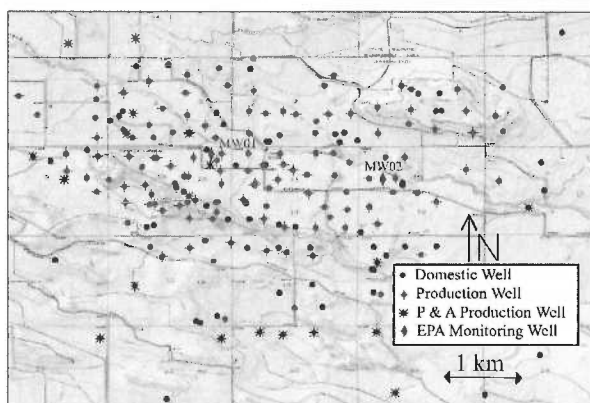 MW01
MW02
N
Domestic Well
Production Well
P & A Production Well
EPA Monitoring Well
1 km